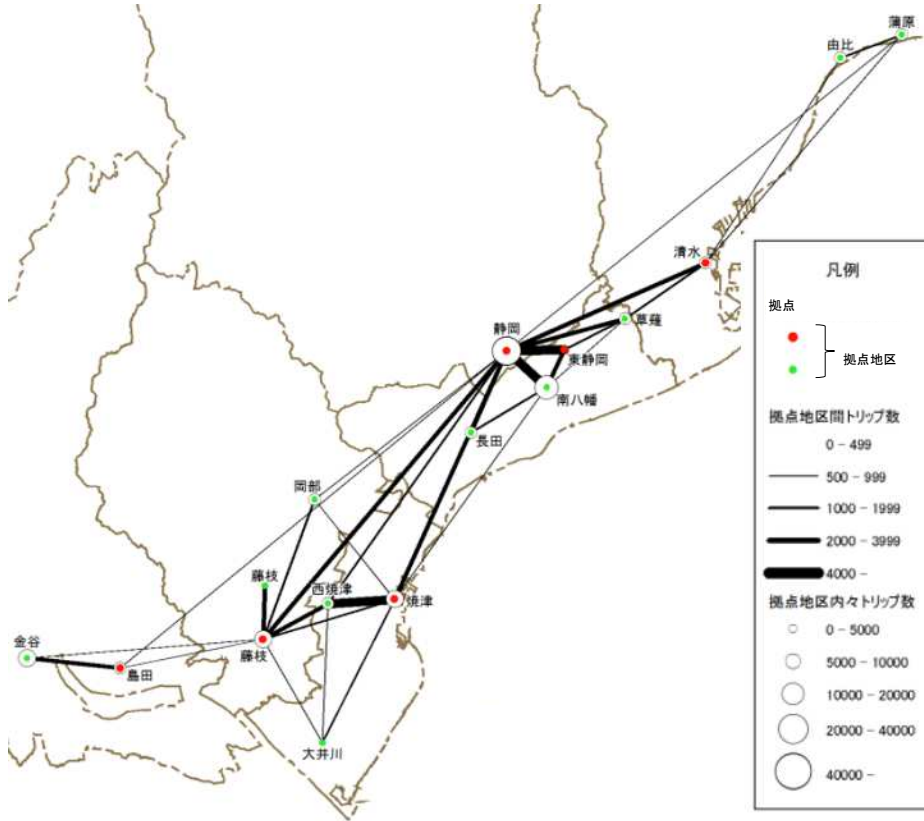 蒲原
由比
清水
草薙
静岡
東静岡
南八幡
長田
岡部
藤枝
西焼津
焼津
金谷
藤枝
島田
大井川
凡例
拠点
拠点地区
拠点地区間トリップ数
0 - 499
500 - 999
1000 - 1999
2000 - 3999
4000 -
拠点地区内々トリップ数
0 - 5000
5000 - 10000
10000 - 20000
20000 - 40000
40000 -